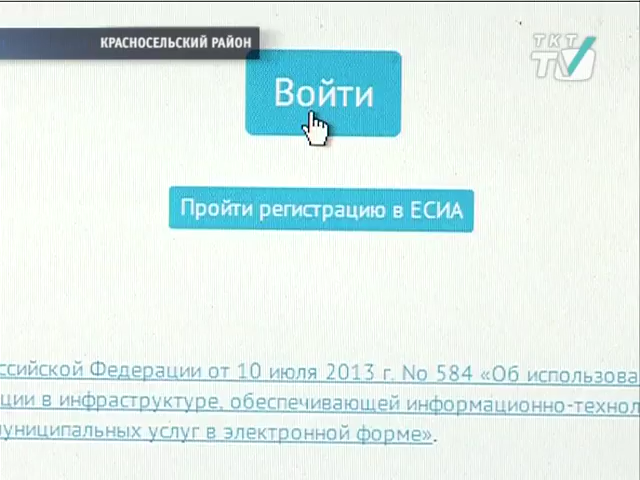 КРАСНОСЕЛЬСКИЙ РАЙОН
ТКТ
TV
Войти
Пройти регистрацию в ЕСИА
ссийской Федерации от 10 июля 2013 г. No 584 «Об использова
ции в инфраструктуре, обеспечивающей информационно-технол
муниципальных услуг в электронной форме».